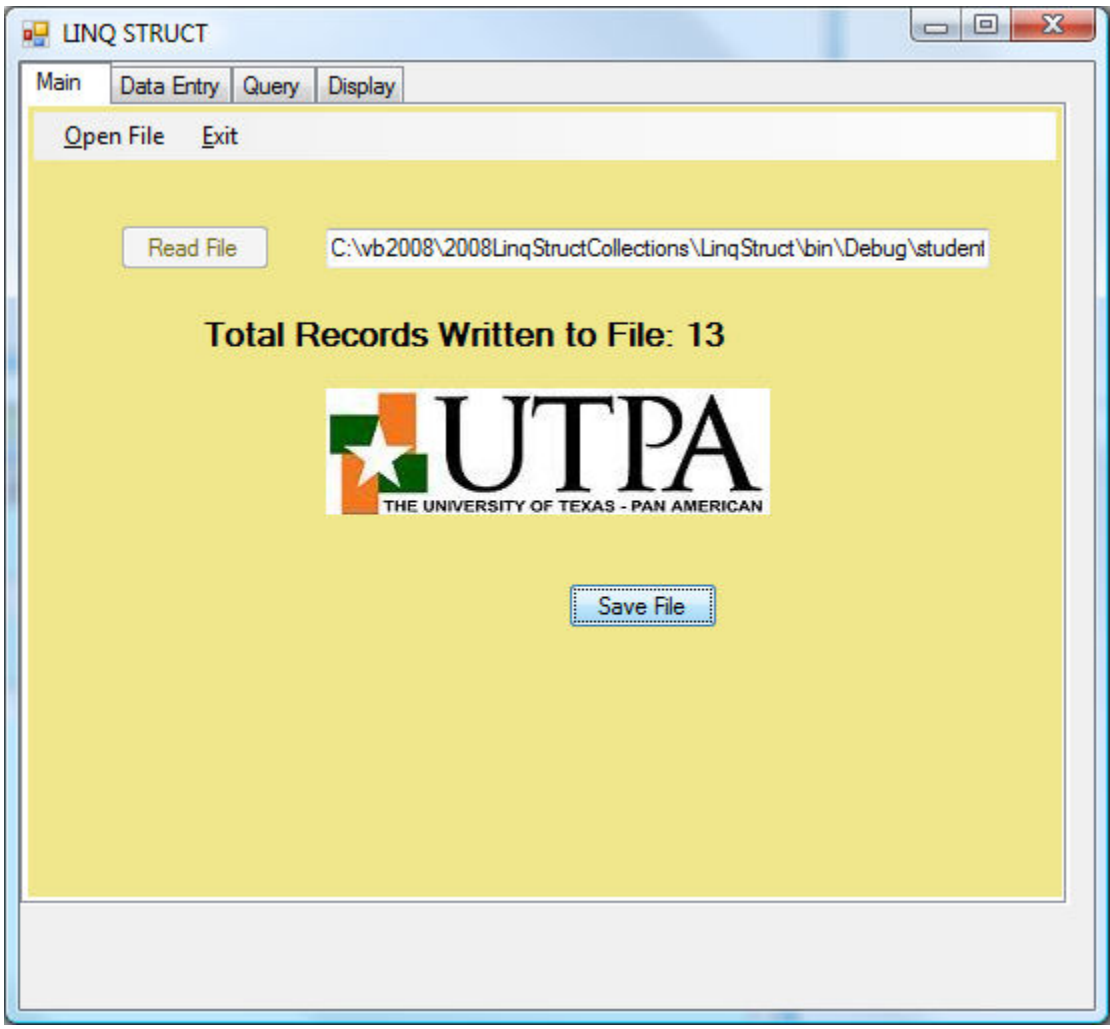 LINQ STRUCT
Main Data Entry Query Display
Open File Exit
Read File C:\vb2008\2008LinqStructCollections\LinqStruct\bin\Debug\student
Total Records Written to File: 13
UTPA
THE UNIVERSITY OF TEXAS - PAN AMERICAN
Save File